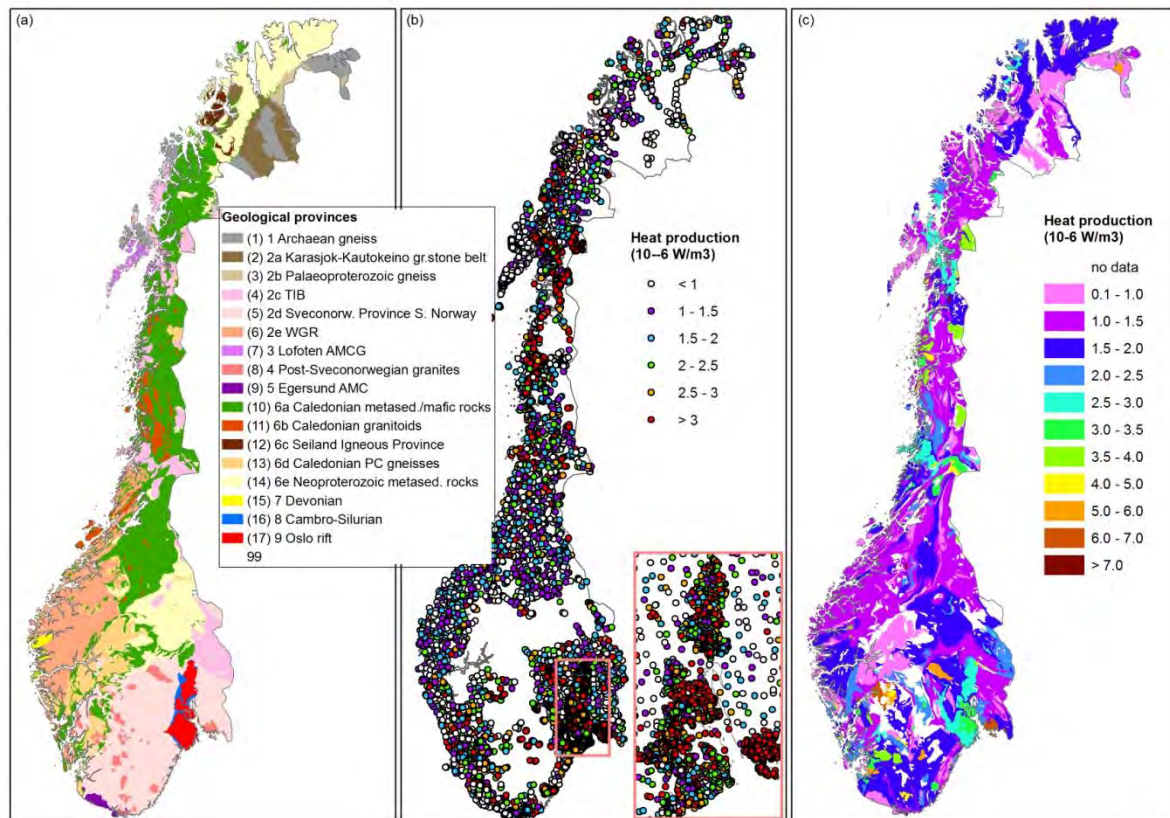 (a)
Geological provinces
(1) 1 Archaean gneiss
(2) 2a Karasjok-Kautokeino gr.stone belt
(3) 2b Palaeoproterozoic gneiss
(4) 2c TIB
(5) 2d Sveconorw. Province S. Norway
(6) 2e WGR
(7) 3 Lofoten AMCG
(8) 4 Post-Sveconorwegian granites
(9) 5 Egersund AMC
(10) 6a Caledonian metased./mafic rocks
(11) 6b Caledonian granitoids
(12) 6c Seiland Igneous Province
(13) 6d Caledonian PC gneisses
(14) 6e Neoproterozoic metased. rocks
(15) 7 Devonian
(16) 8 Cambro-Silurian
(17) 9 Oslo rift
99
(b)
Heat production
(10--6 W/m3)
< 1
1 - 1.5
1.5 - 2
2 - 2.5
2.5 - 3
> 3
(c)
Heat production
(10-6 W/m3)
no data
0.1 - 1.0
1.0 - 1.5
1.5 - 2.0
2.0 - 2.5
2.5 - 3.0
3.0 - 3.5
3.5 - 4.0
4.0 - 5.0
5.0 - 6.0
6.0 - 7.0
> 7.0